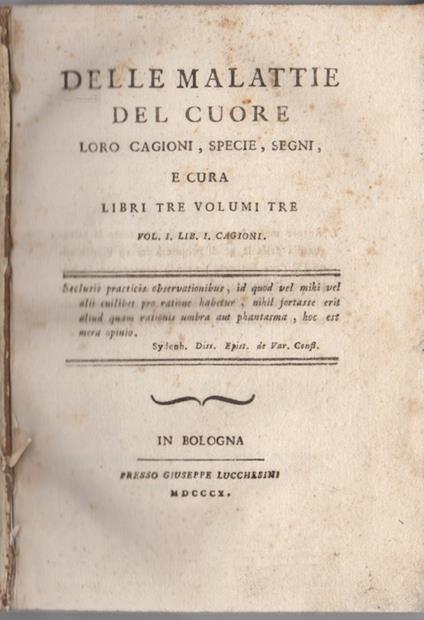 DELLE MALATTIE
DEL CUORE
LORO CAGIONI, SPECIE, SEGNI,
E CURA
LIBRI TRE VOLUMI TRE
VOL. I. LIB. I. CAGIONI.
Seclusis practicis observationibus, id quod vel mihi vel
alii cuilibet pro ratione habetur, nihil fortasse erit
aliud quam rationis umbra aut phantasma, hoc est
mera opinio.
Sydenh. Diss. Epist. de Var. Confl.
IN BOLOGNA
PRESSO GIUSEPPE LUCCHESINI
MDCCCX.